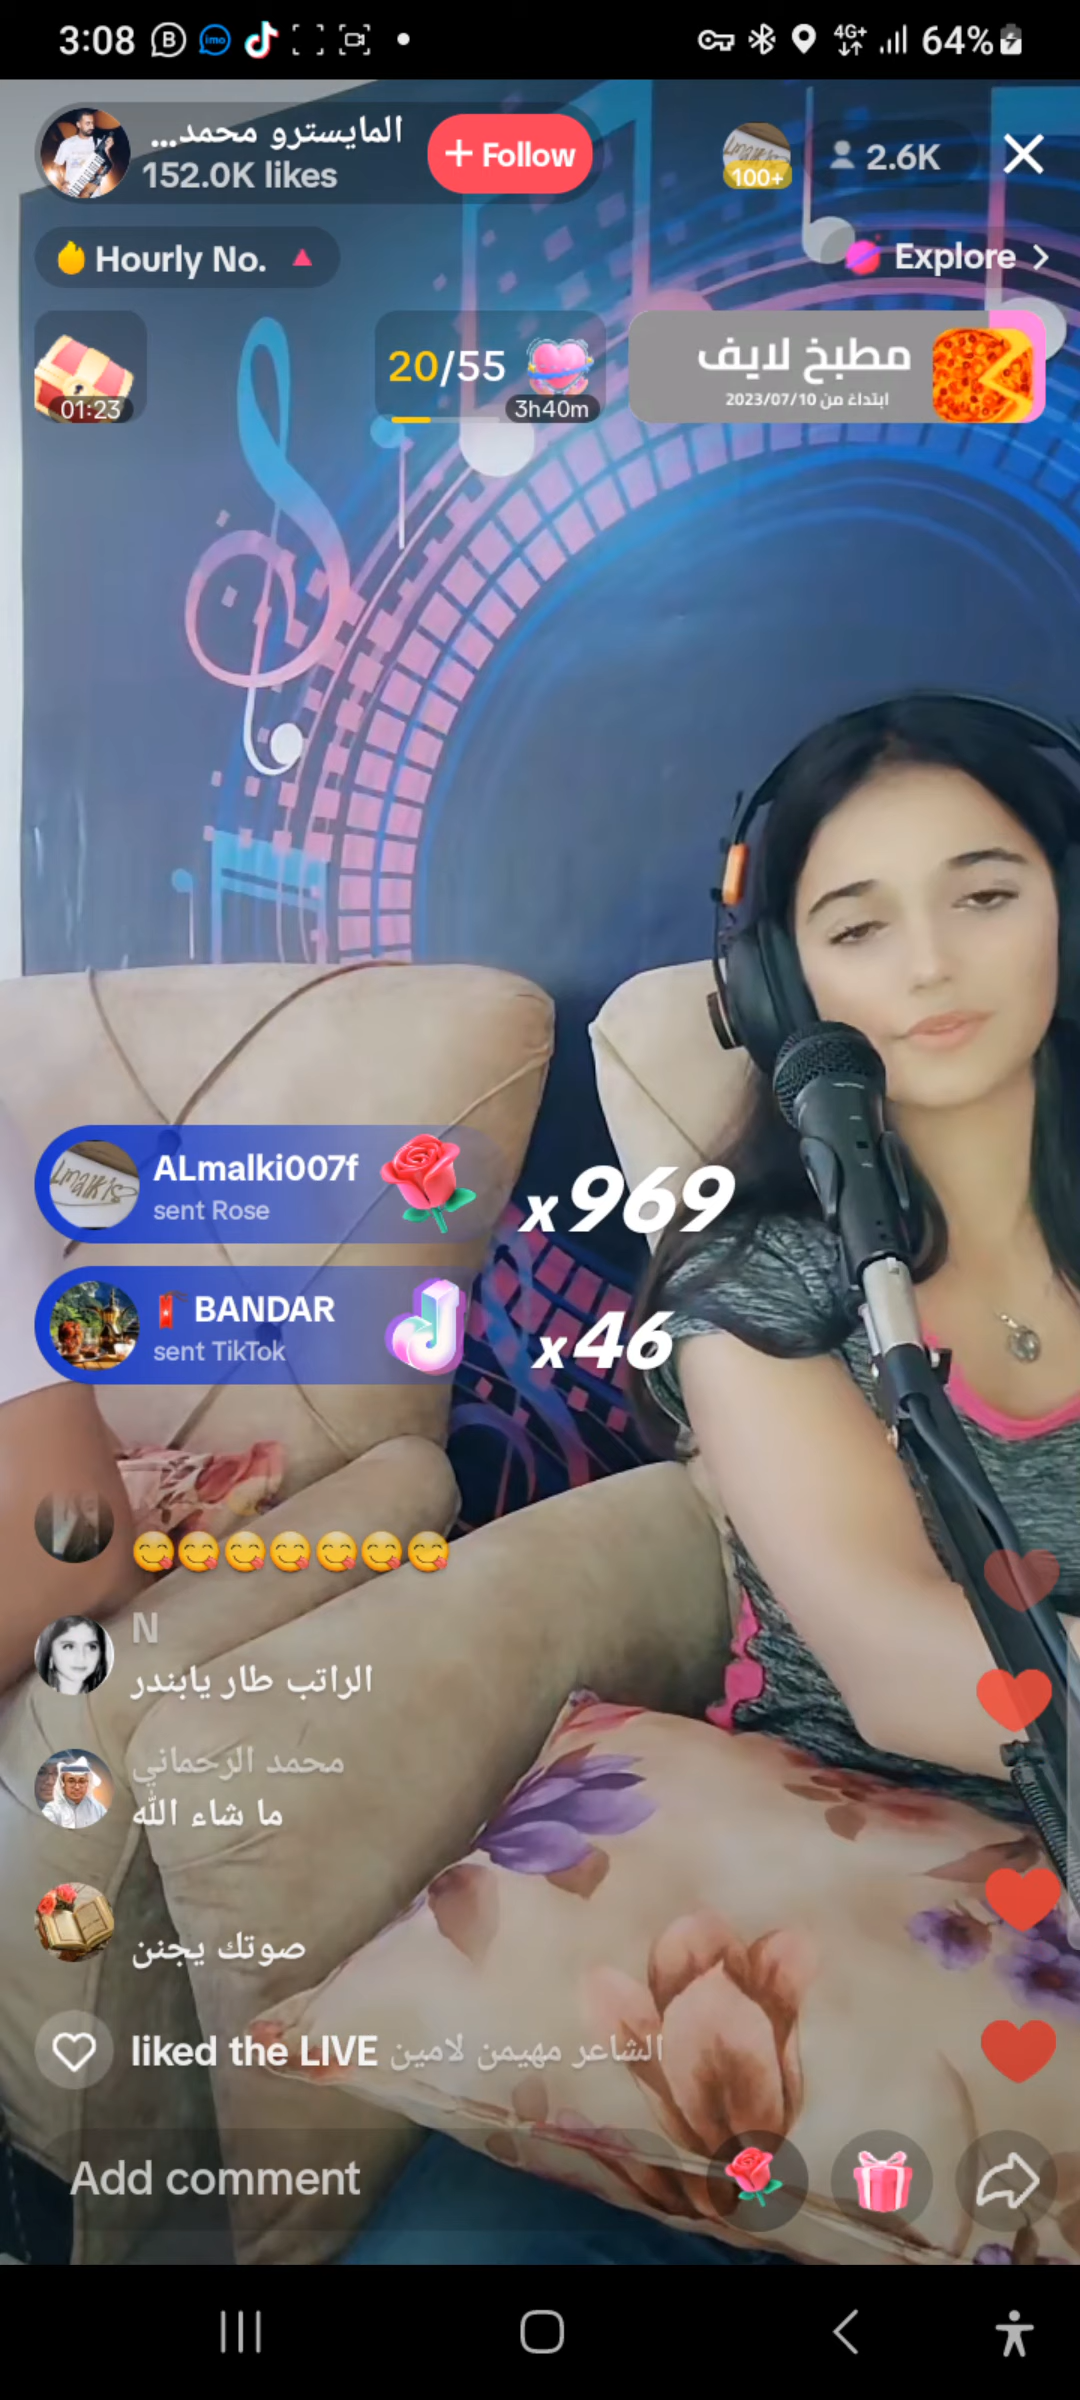 3:08
B
imo
4G+
64%
المايسترو محمد...
152.0K likes
+ Follow
100+
2.6K
Hourly No.
Explore >
01:23
20/55
3h40m
مطبخ لايف
ابتداءً من 2023/07/10
ALmalki007f
sent Rose
x969
BANDAR
sent TikTok
x46
😋😋😋😋😋😋😋
N
الراتب طار يابندر
محمد الرحماني
ما شاء الله
صوتك يجنن
liked the LIVE الشاعر مهيمن لامين
Add comment